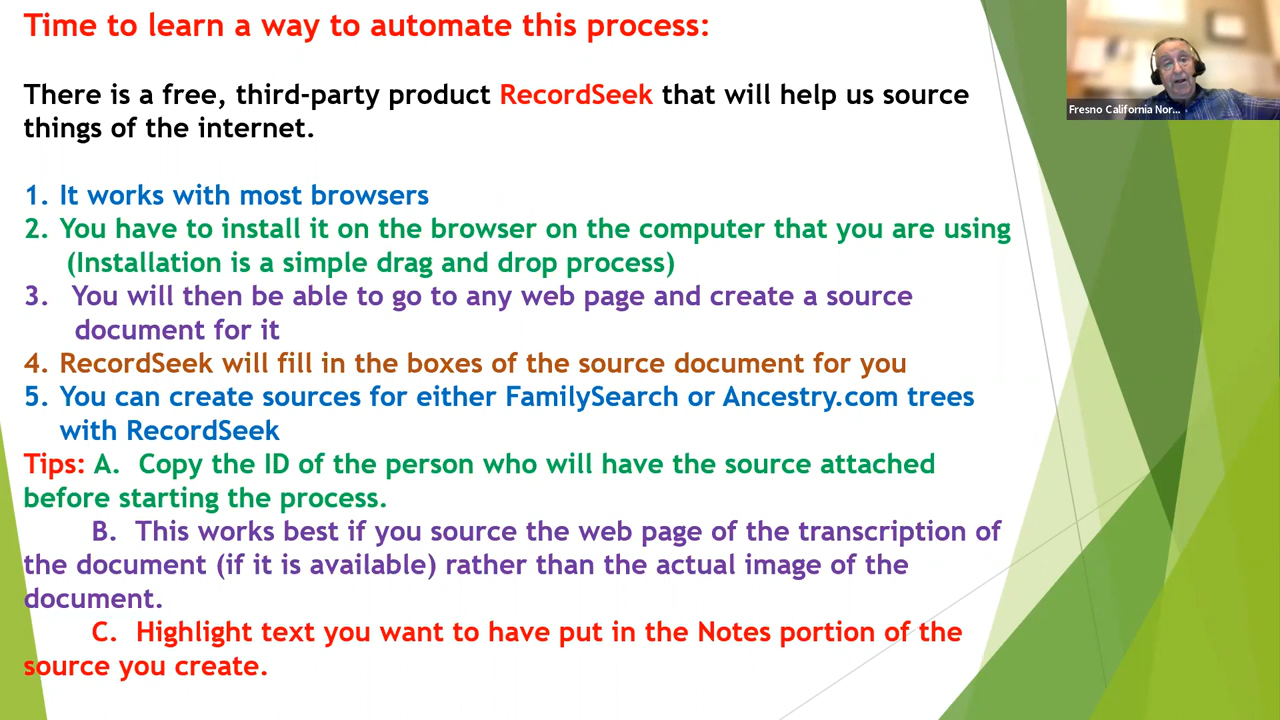 Time to learn a way to automate this process:
There is a free, third-party product RecordSeek that will help us source
things of the internet.
1. It works with most browsers
2. You have to install it on the browser on the computer that you are using
(Installation is a simple drag and drop process)
3. You will then be able to go to any web page and create a source
document for it
4. RecordSeek will fill in the boxes of the source document for you
5. You can create sources for either FamilySearch or Ancestry.com trees
with RecordSeek
Tips: A. Copy the ID of the person who will have the source attached
before starting the process.
B. This works best if you source the web page of the transcription of
the document (if it is available) rather than the actual image of the
document.
C. Highlight text you want to have put in the Notes portion of the
source you create.
Fresno California Nor...